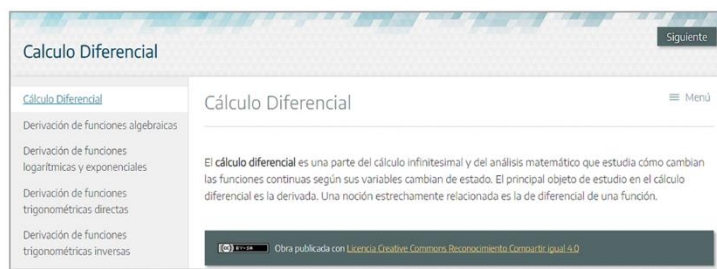 Siguiente
Calculo Diferencial
Cálculo Diferencial
Derivación de funciones algebraicas
Derivación de funciones
logarítmicas y exponenciales
Derivación de funciones
trigonométricas directas
Derivación de funciones
trigonométricas inversas
Cálculo Diferencial
≡ Menú
El cálculo diferencial es una parte del cálculo infinitesimal y del análisis matemático que estudia cómo cambian
las funciones continuas según sus variables cambian de estado. El principal objeto de estudio en el cálculo
diferencial es la derivada. Una noción estrechamente relacionada es la de diferencial de una función.
(cc) BY-SA Obra publicada con Licencia Creative Commons Reconocimiento Compartir igual 4.0